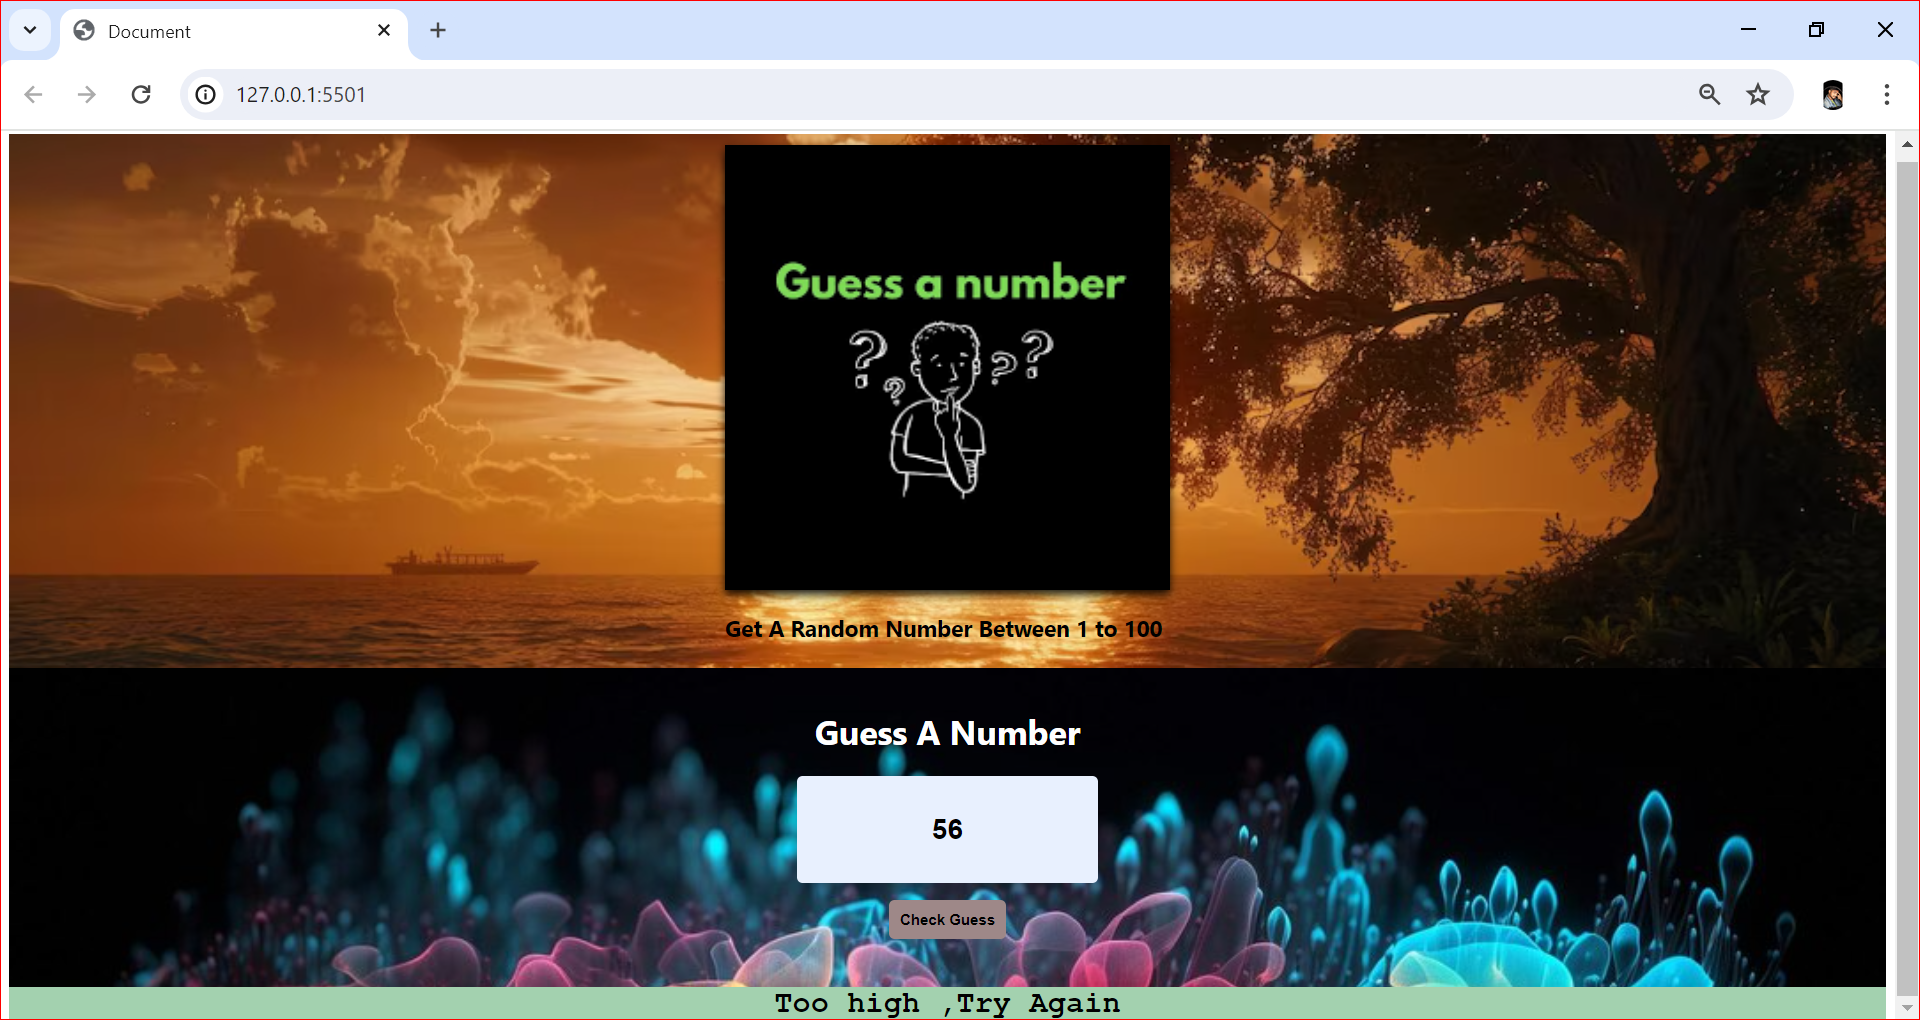 Document
127.0.0.1:5501
Guess a number
? ? ? ?
Get A Random Number Between 1 to 100
Guess A Number
56
Check Guess
Too high ,Try Again